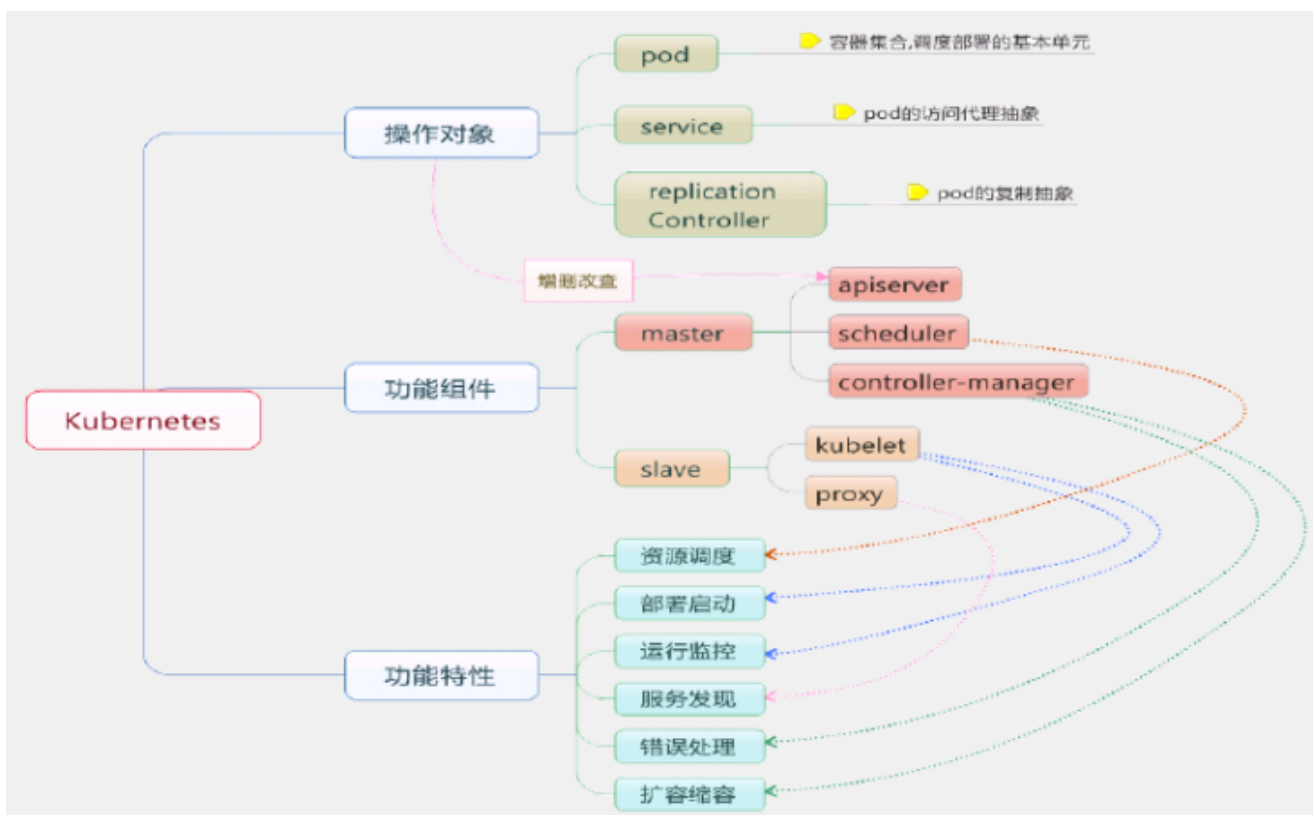 pod
容器集合,调度部署的基本单元
操作对象
service
pod的访问代理抽象
replication
Controller
pod的复制抽象
增删改查
apiserver
master
scheduler
功能组件
controller-manager
Kubernetes
kubelet
slave
proxy
资源调度
部署启动
运行监控
功能特性
服务发现
错误处理
扩容缩容